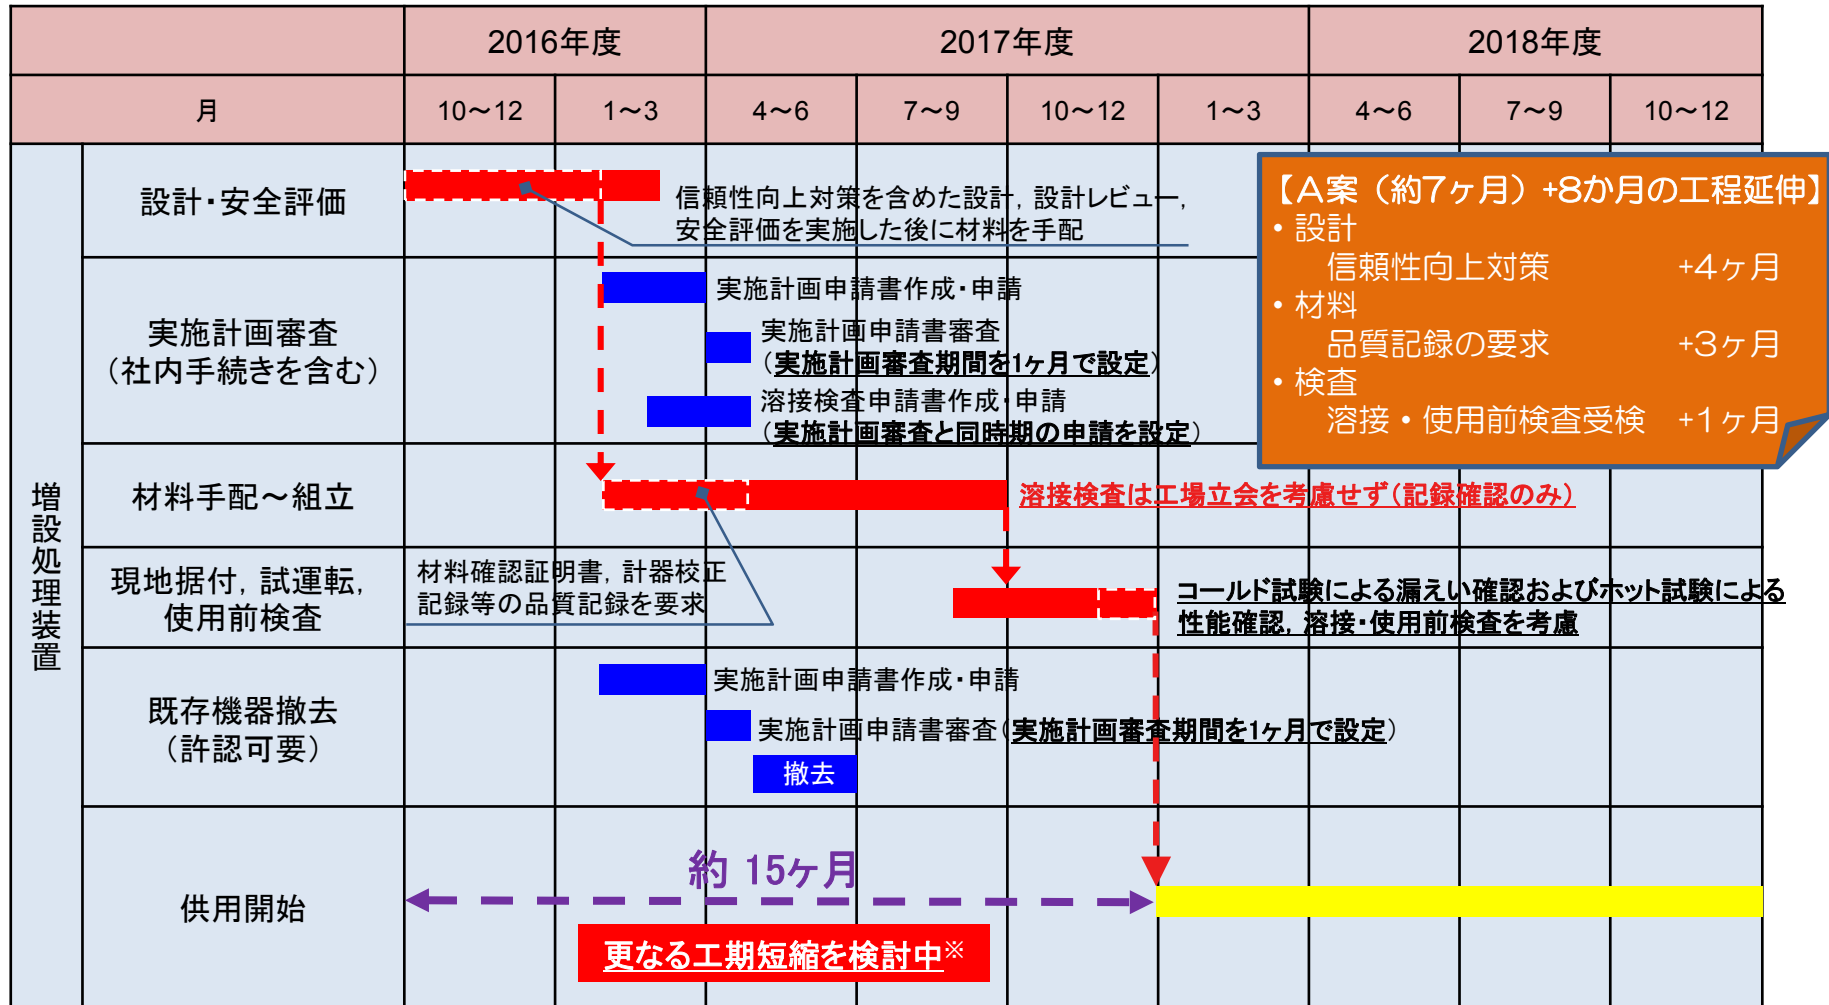 2016年度
2017年度
2018年度
月
10～12
1～3
4～6
7～9
10～12
1～3
4～6
7～9
10～12
増設処理装置
設計・安全評価
信頼性向上対策を含めた設計，設計レビュー，
安全評価を実施した後に材料を手配
【A案（約7ヶ月）+8か月の工程延伸】
・設計
信頼性向上対策 +4ヶ月
・材料
品質記録の要求 +3ヶ月
・検査
溶接・使用前検査受検 +1ヶ月
実施計画審査
（社内手続きを含む）
実施計画申請書作成・申請
実施計画申請書審査
（実施計画審査期間を1ヶ月で設定）
溶接検査申請書作成・申請
（実施計画審査と同時期の申請を設定）
材料手配～組立
溶接検査は工場立会を考慮せず（記録確認のみ）
現地据付，試運転，
使用前検査
材料確認証明書，計器校正
記録等の品質記録を要求
コールド試験による漏えい確認およびホット試験による
性能確認，溶接・使用前検査を考慮
既存機器撤去
（許認可要）
実施計画申請書作成・申請
実施計画申請書審査（実施計画審査期間を1ヶ月で設定）
撤去
供用開始
約 15ヶ月
更なる工期短縮を検討中※